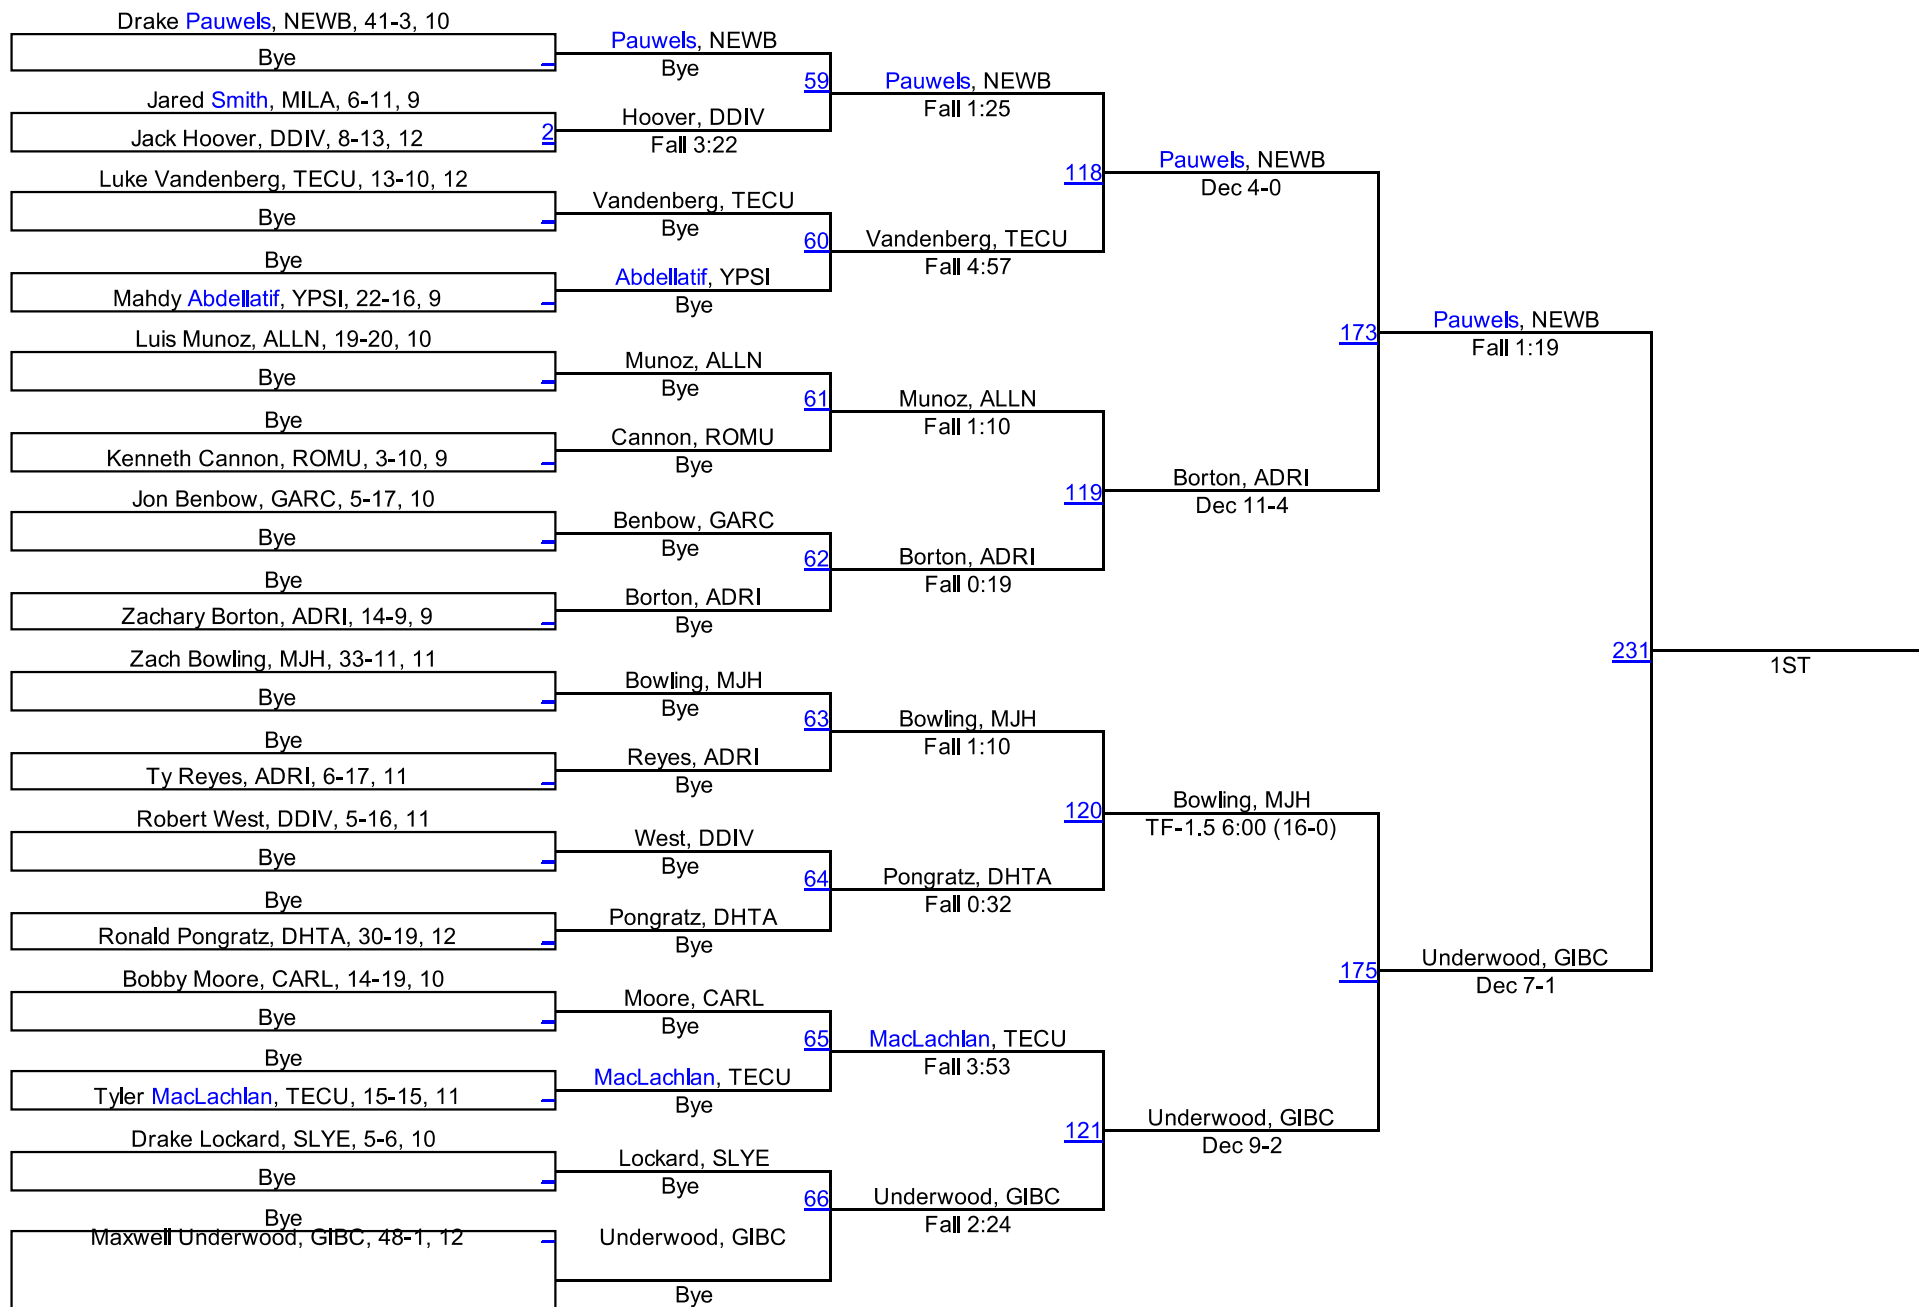 Drake Pauwels, NEWB, 41-3, 10
Bye
Jared Smith, MILA, 6-11, 9
Jack Hoover, DDIV, 8-13, 12
2
Luke Vandenberg, TECU, 13-10, 12
Bye
Bye
Mahdy Abdellatif, YPSI, 22-16, 9
Luis Munoz, ALLN, 19-20, 10
Bye
Bye
Kenneth Cannon, ROMU, 3-10, 9
Jon Benbow, GARC, 5-17, 10
Bye
Bye
Zachary Borton, ADRI, 14-9, 9
Zach Bowling, MJH, 33-11, 11
Bye
Bye
Ty Reyes, ADRI, 6-17, 11
Robert West, DDIV, 5-16, 11
Bye
Bye
Ronald Pongratz, DHTA, 30-19, 12
Bobby Moore, CARL, 14-19, 10
Bye
Bye
Tyler MacLachlan, TECU, 15-15, 11
Drake Lockard, SLYE, 5-6, 10
Bye
Bye
Maxwell Underwood, GIBC, 48-1, 12
Pauwels, NEWB
Bye
59
Hoover, DDIV
Fall 3:22
Vandenberg, TECU
Bye
60
Abdellatif, YPSI
Bye
Munoz, ALLN
Bye
61
Cannon, ROMU
Bye
Benbow, GARC
Bye
62
Borton, ADRI
Bye
Bowling, MJH
Bye
63
Reyes, ADRI
Bye
West, DDIV
Bye
64
Pongratz, DHTA
Bye
Moore, CARL
Bye
65
MacLachlan, TECU
Bye
Lockard, SLYE
Bye
66
Underwood, GIBC
Bye
Pauwels, NEWB
Fall 1:25
118
Vandenberg, TECU
Fall 4:57
Munoz, ALLN
Fall 1:10
119
Borton, ADRI
Fall 0:19
Bowling, MJH
Fall 1:10
120
Pongratz, DHTA
Fall 0:32
MacLachlan, TECU
Fall 3:53
121
Underwood, GIBC
Fall 2:24
Pauwels, NEWB
Dec 4-0
173
Borton, ADRI
Dec 11-4
Bowling, MJH
TF-1.5 6:00 (16-0)
175
Underwood, GIBC
Dec 9-2
Pauwels, NEWB
Fall 1:19
231
Underwood, GIBC
Dec 7-1
1ST